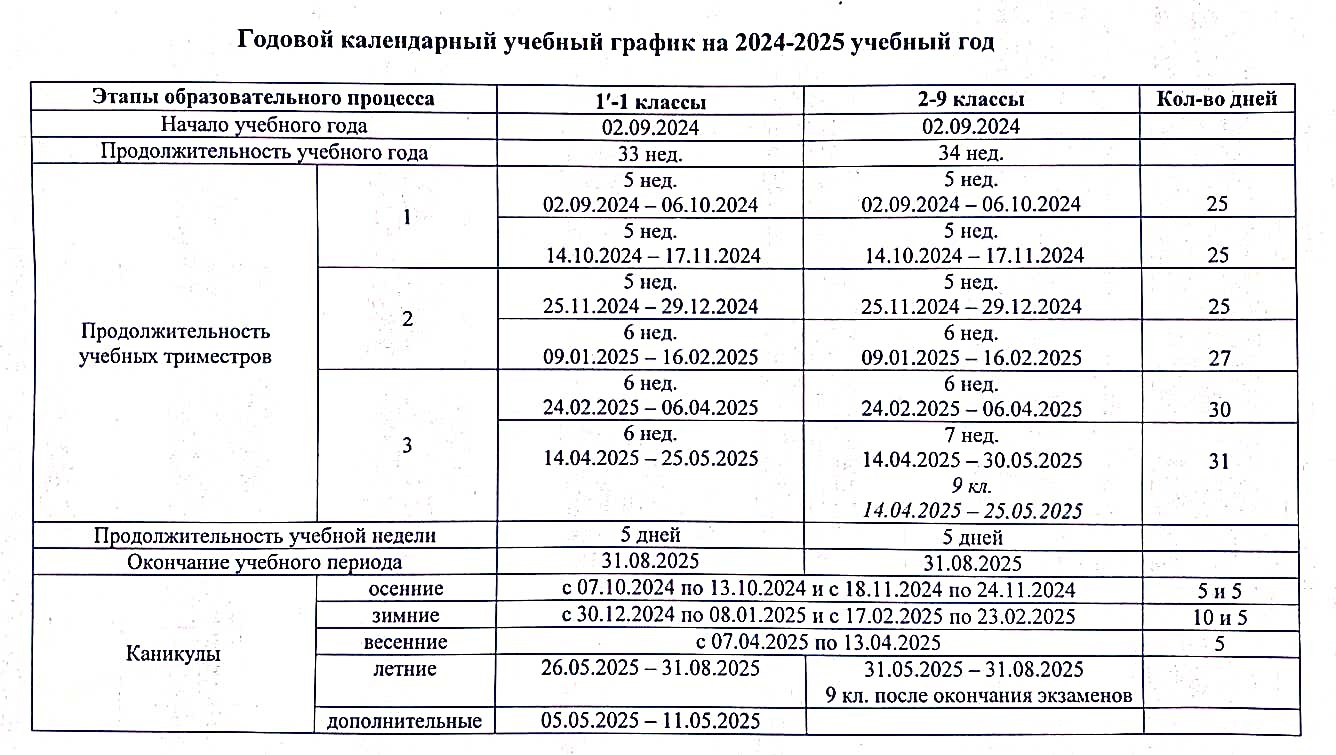 Годовой календарный учебный график на 2024-2025 учебный год
Этапы образовательного процесса 1′-1 классы 2-9 классы Кол-во дней
Начало учебного года 02.09.2024 02.09.2024
Продолжительность учебного года 33 нед. 34 нед.
Продолжительность
учебных триместров
1
5 нед. 5 нед.
02.09.2024 – 06.10.2024 02.09.2024 – 06.10.2024 25
5 нед. 5 нед.
14.10.2024 – 17.11.2024 14.10.2024 – 17.11.2024 25
2
5 нед. 5 нед.
25.11.2024 – 29.12.2024 25.11.2024 – 29.12.2024 25
6 нед. 6 нед.
09.01.2025 – 16.02.2025 09.01.2025 – 16.02.2025 27
3
6 нед. 6 нед.
24.02.2025 – 06.04.2025 24.02.2025 – 06.04.2025 30
6 нед. 7 нед.
14.04.2025 – 25.05.2025 14.04.2025 – 30.05.2025 31
9 кл.
14.04.2025 – 25.05.2025
Продолжительность учебной недели 5 дней 5 дней
Окончание учебного периода 31.08.2025 31.08.2025
Каникулы
осенние с 07.10.2024 по 13.10.2024 и с 18.11.2024 по 24.11.2024 5 и 5
зимние с 30.12.2024 по 08.01.2025 и с 17.02.2025 по 23.02.2025 10 и 5
весенние с 07.04.2025 по 13.04.2025 5
летние 26.05.2025 – 31.08.2025 31.05.2025 – 31.08.2025
9 кл. после окончания экзаменов
дополнительные 05.05.2025 – 11.05.2025